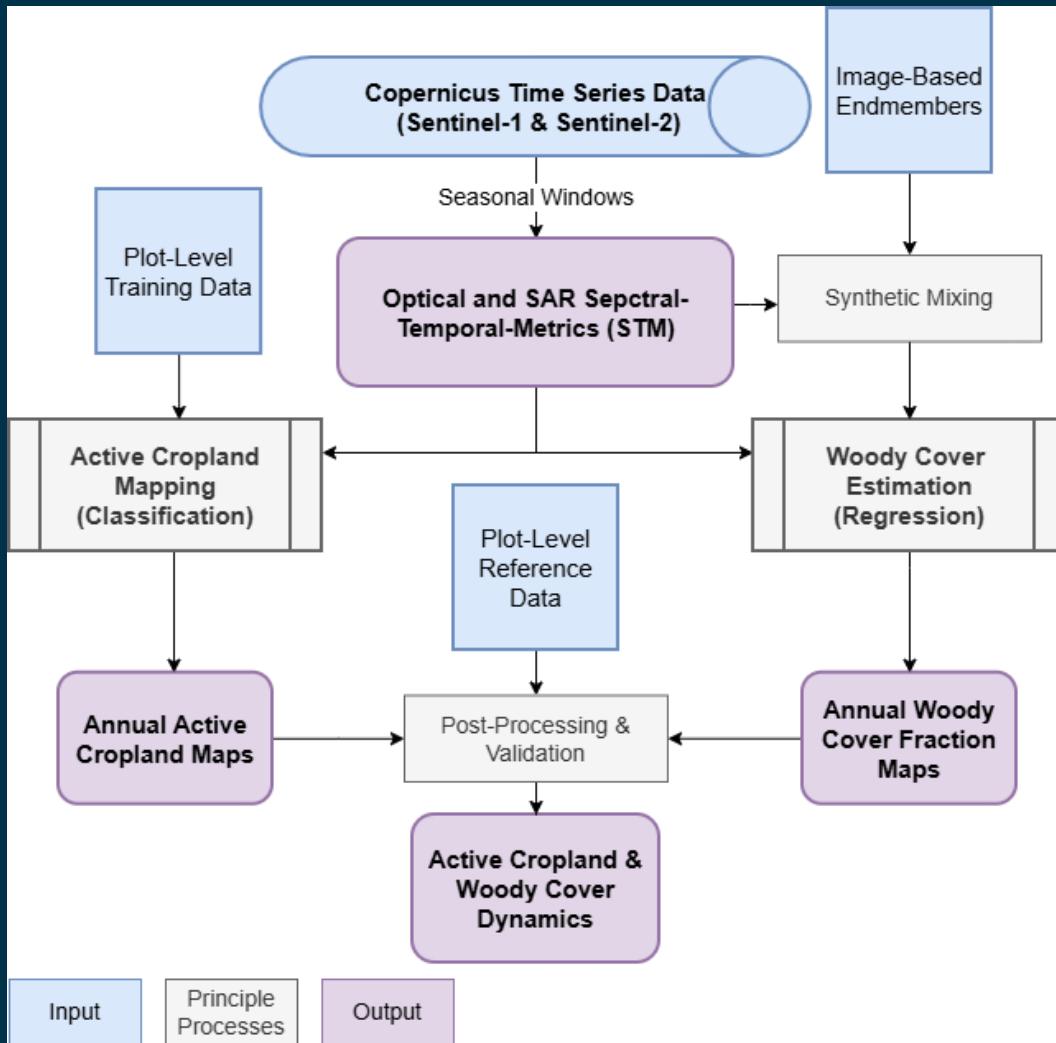 Copernicus Time Series Data
(Sentinel-1 & Sentinel-2)
Image-Based
Endmembers
Seasonal Windows
Plot-Level
Training Data
Optical and SAR Sepctral-
Temporal-Metrics (STM)
Synthetic Mixing
Active Cropland
Mapping
(Classification)
Woody Cover
Estimation
(Regression)
Plot-Level
Reference
Data
Annual Active
Cropland Maps
Post-Processing &
Validation
Annual Woody
Cover Fraction
Maps
Active Cropland &
Woody Cover
Dynamics
Input
Principle
Processes
Output